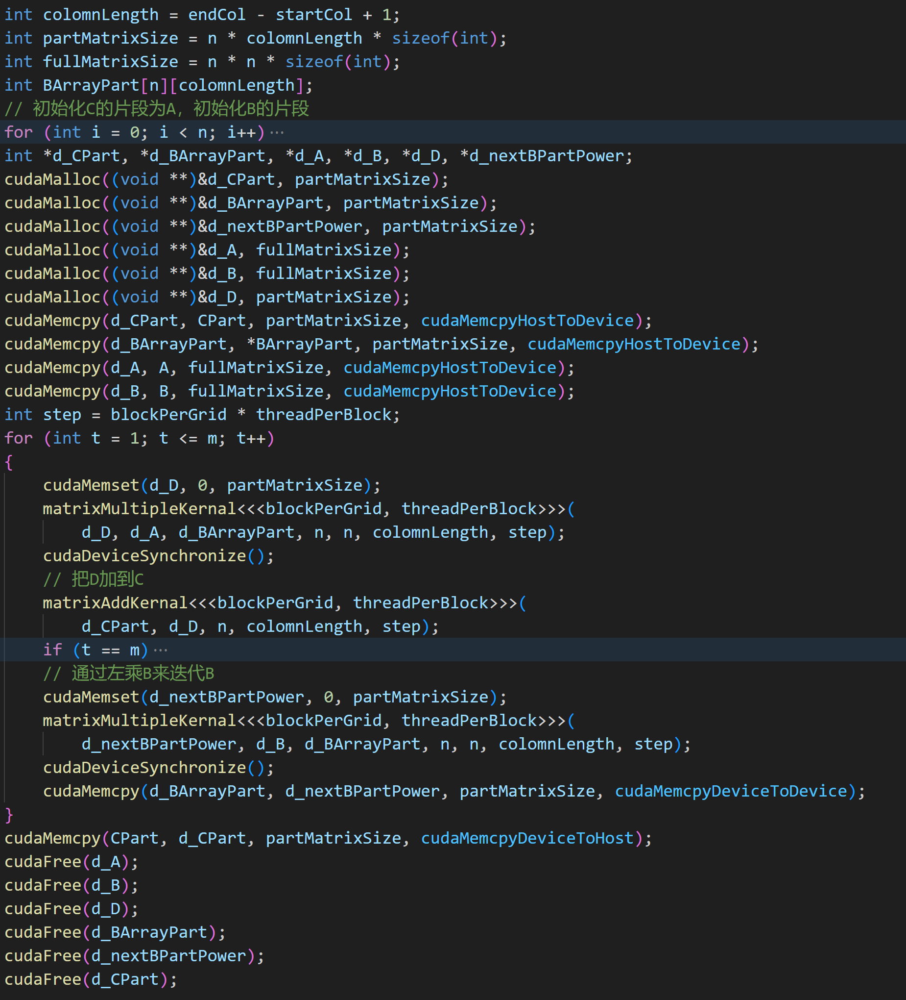 int colomnLength = endCol - startCol + 1;
int partMatrixSize = n * colomnLength * sizeof(int);
int fullMatrixSize = n * n * sizeof(int);
int BArrayPart[n][colomnLength];
// 初始化C的片段为A, 初始化B的片段
for (int i = 0; i < n; i++)···
int *d_CPart, *d_BArrayPart, *d_A, *d_B, *d_D, *d_nextBPartPower;
cudaMalloc((void **)&d_CPart, partMatrixSize);
cudaMalloc((void **)&d_BArrayPart, partMatrixSize);
cudaMalloc((void **)&d_nextBPartPower, partMatrixSize);
cudaMalloc((void **)&d_A, fullMatrixSize);
cudaMalloc((void **)&d_B, fullMatrixSize);
cudaMalloc((void **)&d_D, partMatrixSize);
cudaMemcpy(d_CPart, CPart, partMatrixSize, cudaMemcpyHostToDevice);
cudaMemcpy(d_BArrayPart, *BArrayPart, partMatrixSize, cudaMemcpyHostToDevice);
cudaMemcpy(d_A, A, fullMatrixSize, cudaMemcpyHostToDevice);
cudaMemcpy(d_B, B, fullMatrixSize, cudaMemcpyHostToDevice);
int step = blockPerGrid * threadPerBlock;
for (int t = 1; t <= m; t++)
{
    cudaMemset(d_D, 0, partMatrixSize);
    matrixMultipleKernal<<<blockPerGrid, threadPerBlock>>>(
        d_D, d_A, d_BArrayPart, n, n, colomnLength, step);
    cudaDeviceSynchronize();
    // 把D加到C
    matrixAddKernal<<<blockPerGrid, threadPerBlock>>>(
        d_CPart, d_D, n, colomnLength, step);
    if (t == m)···
    // 通过左乘B来迭代B
    cudaMemset(d_nextBPartPower, 0, partMatrixSize);
    matrixMultipleKernal<<<blockPerGrid, threadPerBlock>>>(
        d_nextBPartPower, d_B, d_BArrayPart, n, n, colomnLength, step);
    cudaDeviceSynchronize();
    cudaMemcpy(d_BArrayPart, d_nextBPartPower, partMatrixSize, cudaMemcpyDeviceToDevice);
}
cudaMemcpy(CPart, d_CPart, partMatrixSize, cudaMemcpyDeviceToHost);
cudaFree(d_A);
cudaFree(d_B);
cudaFree(d_D);
cudaFree(d_BArrayPart);
cudaFree(d_nextBPartPower);
cudaFree(d_CPart);